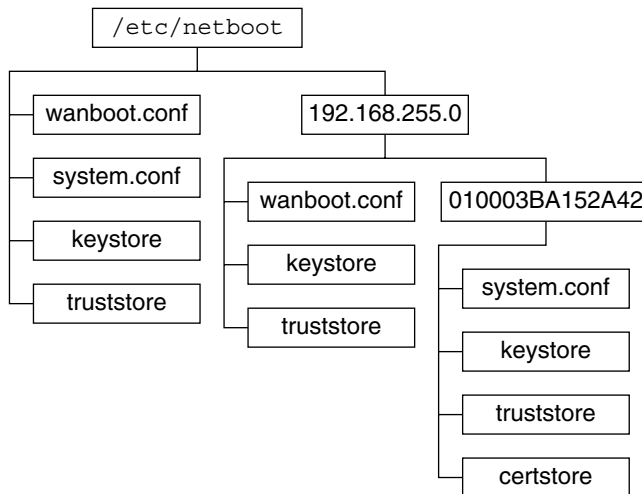 /etc/netboot
wanboot.conf
system.conf
keystore
truststore
192.168.255.0
wanboot.conf
keystore
truststore
010003BA152A42
system.conf
keystore
truststore
certstore